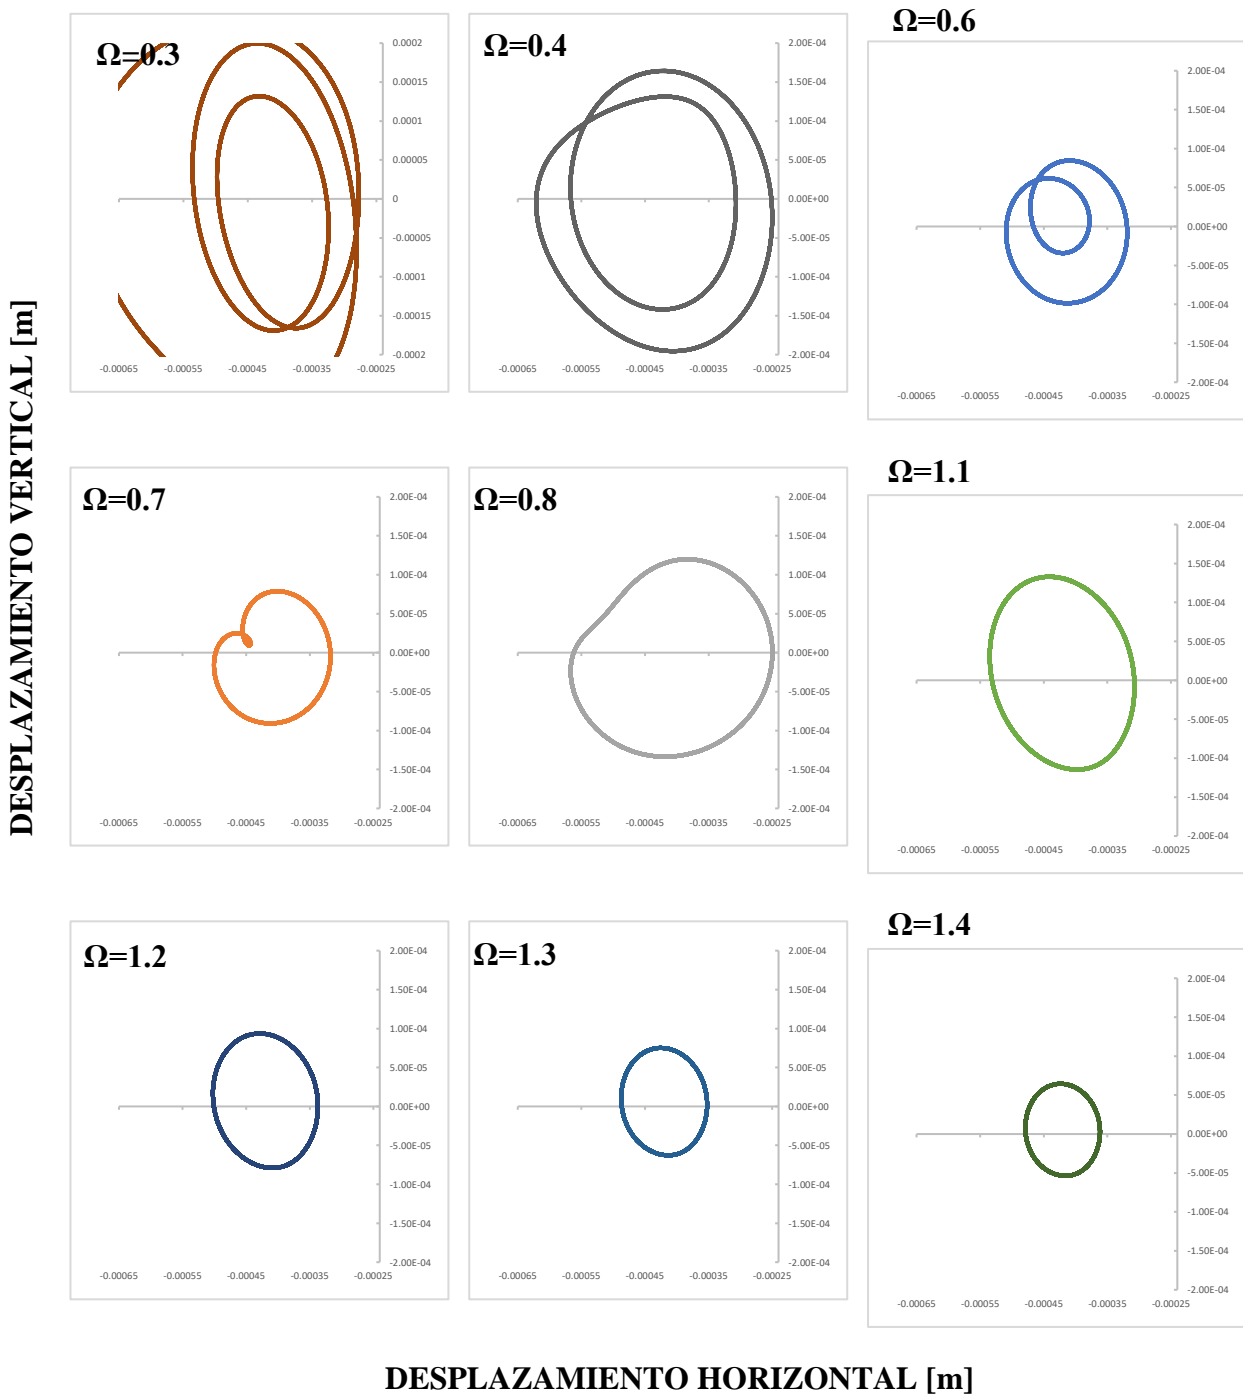 DESPLAZAMIENTO VERTICAL [m]
Ω=0.3
0.0002
0.00015
0.0001
0.00005
0
-0.00005
-0.0001
-0.00015
-0.0002
-0.00065 -0.00055 -0.00045 -0.00035 -0.00025
Ω=0.4
2.00E-04
1.50E-04
1.00E-04
5.00E-05
0.00E+00
-5.00E-05
-1.00E-04
-1.50E-04
-2.00E-04
-0.00065 -0.00055 -0.00045 -0.00035 -0.00025
Ω=0.6
2.00E-04
1.50E-04
1.00E-04
5.00E-05
0.00E+00
-5.00E-05
-1.00E-04
-1.50E-04
-2.00E-04
-0.00065 -0.00055 -0.00045 -0.00035 -0.00025
Ω=0.7
2.00E-04
1.50E-04
1.00E-04
5.00E-05
0.00E+00
-5.00E-05
-1.00E-04
-1.50E-04
-2.00E-04
-0.00065 -0.00055 -0.00045 -0.00035 -0.00025
Ω=0.8
2.00E-04
1.50E-04
1.00E-04
5.00E-05
0.00E+00
-5.00E-05
-1.00E-04
-1.50E-04
-2.00E-04
-0.00065 -0.00055 -0.00045 -0.00035 -0.00025
Ω=1.1
2.00E-04
1.50E-04
1.00E-04
5.00E-05
0.00E+00
-5.00E-05
-1.00E-04
-1.50E-04
-2.00E-04
-0.00065 -0.00055 -0.00045 -0.00035 -0.00025
Ω=1.2
2.00E-04
1.50E-04
1.00E-04
5.00E-05
0.00E+00
-5.00E-05
-1.00E-04
-1.50E-04
-2.00E-04
-0.00065 -0.00055 -0.00045 -0.00035 -0.00025
Ω=1.3
2.00E-04
1.50E-04
1.00E-04
5.00E-05
0.00E+00
-5.00E-05
-1.00E-04
-1.50E-04
-2.00E-04
-0.00065 -0.00055 -0.00045 -0.00035 -0.00025
Ω=1.4
2.00E-04
1.50E-04
1.00E-04
5.00E-05
0.00E+00
-5.00E-05
-1.00E-04
-1.50E-04
-2.00E-04
-0.00065 -0.00055 -0.00045 -0.00035 -0.00025
DESPLAZAMIENTO HORIZONTAL [m]